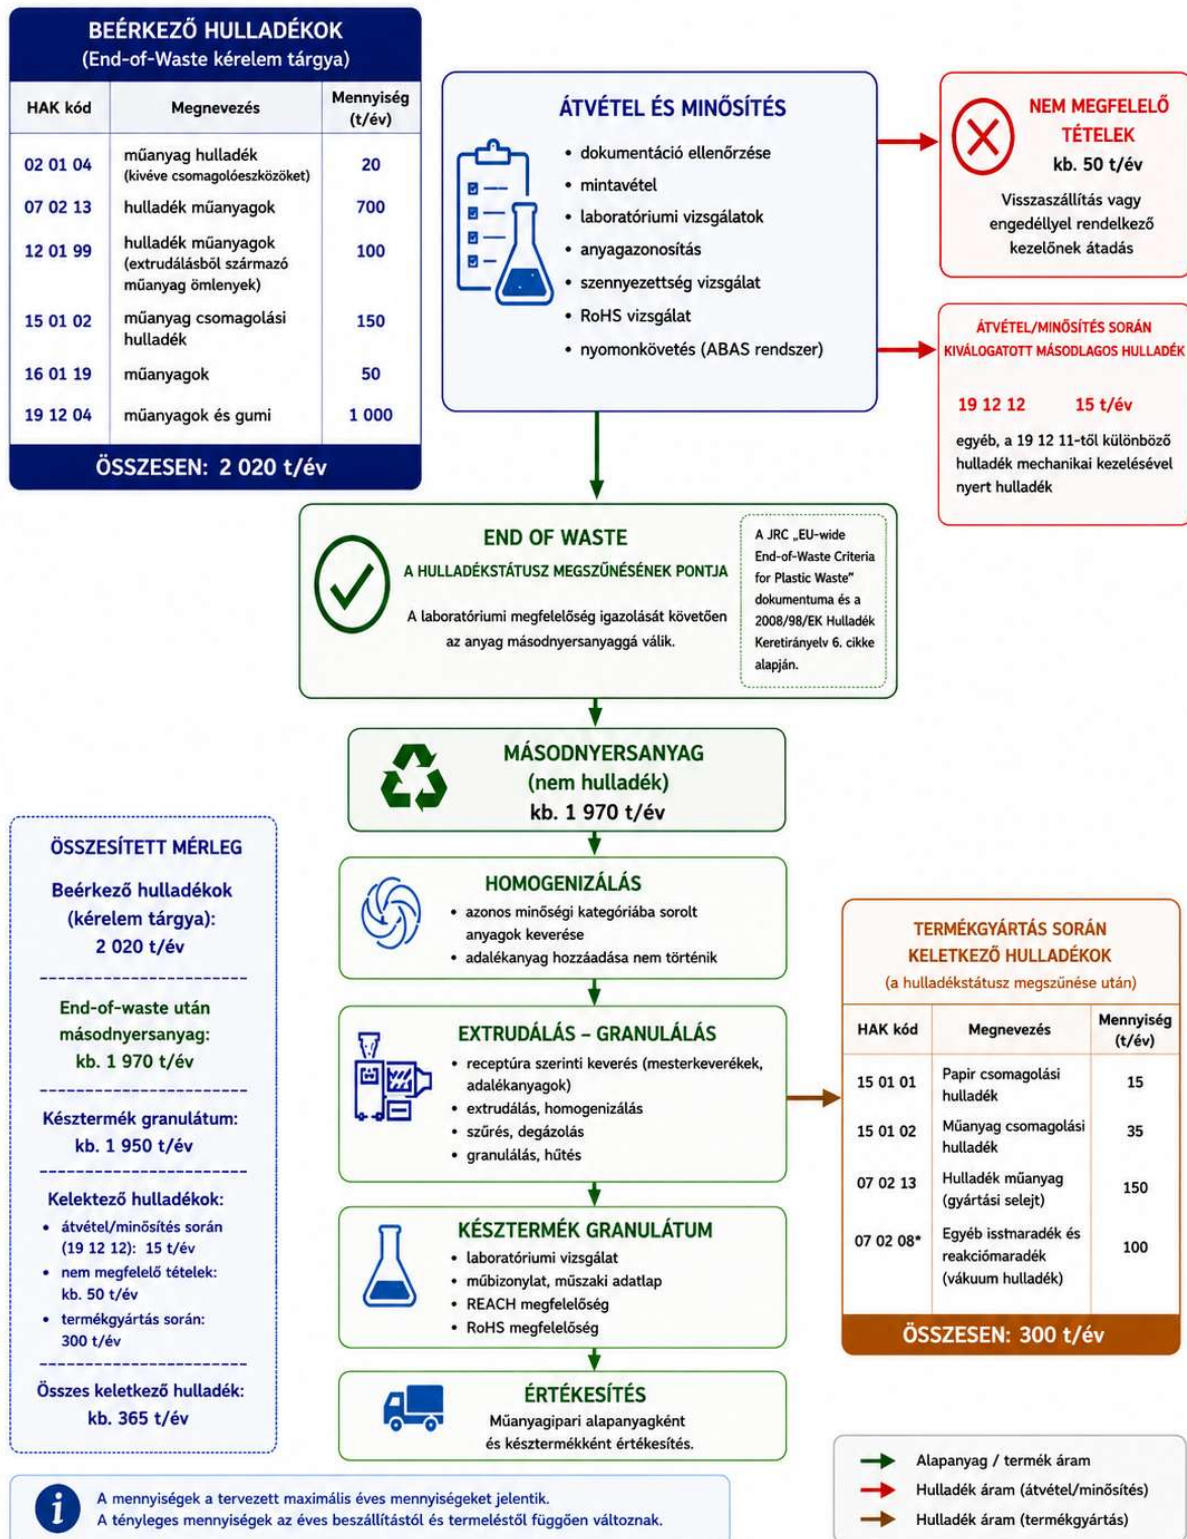 BEÉRKEZŐ HULLADÉKOK
(End-of-Waste kérelem tárgya)
HAK kód Megnevezés Mennyiség
(t/év)
02 01 04 műanyag hulladék 20
(kivéve csomagolóeszközöket)
07 02 13 hulladék műanyagok 700
12 01 99 hulladék műanyagok 100
(extrudálásből származó
műanyag ömlenyek)
15 01 02 műanyag csomagolási 150
hulladék
16 01 19 műanyagok 50
19 12 04 műanyagok és gumi 1 000
ÖSSZESEN: 2 020 t/év
ÁTVÉTEL ÉS MINŐSÍTÉS
• dokumentáció ellenőrzése
• mintavétel
• laboratóriumi vizsgálatok
• anyagazonosítás
• szennyezettség vizsgálat
• RoHS vizsgálat
• nyomonkövetés (ABAS rendszer)
NEM MEGFELELŐ
TÉTELEK
kb. 50 t/év
Visszaszállítás vagy
engedéllyel rendelkező
kezelőnek átadás
ÁTVÉTEL/MINŐSÍTÉS SORÁN
KIVÁLOGATOTT MÁSODLAGOS HULLADÉK
19 12 12 15 t/év
egyéb, a 19 12 11-től különböző
hulladék mechanikai kezelésével
nyert hulladék
END OF WASTE
A HULLADÉKSTÁTUSZ MEGSZŰNÉSÉNEK PONTJA
A laboratóriumi megfelelőség igazolását követően
az anyag másodnyersanyaggá válik.
A JRC „EU-wide
End-of-Waste Criteria
for Plastic Waste”
dokumentuma és a
2008/98/EK Hulladék
Keretirányelv 6. cikke
alapján.
MÁSODNYERSANYAG
(nem hulladék)
kb. 1 970 t/év
HOMOGENIZÁLÁS
• azonos minőségi kategóriába sorolt
anyagok keverése
• adalékanyag hozzáadása nem történik
EXTRUDÁLÁS – GRANULÁLÁS
• receptúra szerinti keverés (mesterkeverékek,
adalékanyagok)
• extrudálás, homogenizálás
• szűrés, degázolás
• granulálás, hűtés
KÉSZTERMÉK GRANULÁTUM
• laboratóriumi vizsgálat
• műbizonylat, műszaki adatlap
• REACH megfelelőség
• RoHS megfelelőség
ÉRTÉKESÍTÉS
Műanyagipari alapanyagként
és késztermékként értékesítés.
ÖSSZESÍTETT MÉRLEG
Beérkező hulladékok
(kérelem tárgya):
2 020 t/év
End-of-waste után
másodnyersanyag:
kb. 1 970 t/év
Késztermék granulátum:
kb. 1 950 t/év
Kelektező hulladékok:
• átvétel/minősítés során
(19 12 12): 15 t/év
• nem megfelelő tételek:
kb. 50 t/év
• termékgyártás során:
300 t/év
Összes keletkező hulladék:
kb. 365 t/év
TERMÉKGYÁRTÁS SORÁN
KELETKEZŐ HULLADÉKOK
(a hulladékstátusz megszűnése után)
HAK kód Megnevezés Mennyiség
(t/év)
15 01 01 Papír csomagolási 15
hulladék
15 01 02 Műanyag csomagolási 35
hulladék
07 02 13 Hulladék műanyag 150
(gyártási selejt)
07 02 08* Egyéb isstmaradék és 100
reakciómaradék
(vákuum hulladék)
ÖSSZESEN: 300 t/év
Alapanyag / termék áram
Hulladék áram (átvétel/minősítés)
Hulladék áram (termékgyártás)
i
A mennyiségek a tervezett maximális éves mennyiségeket jelentik.
A tényleges mennyiségek az éves beszállítástól és termeléstől függően változnak.